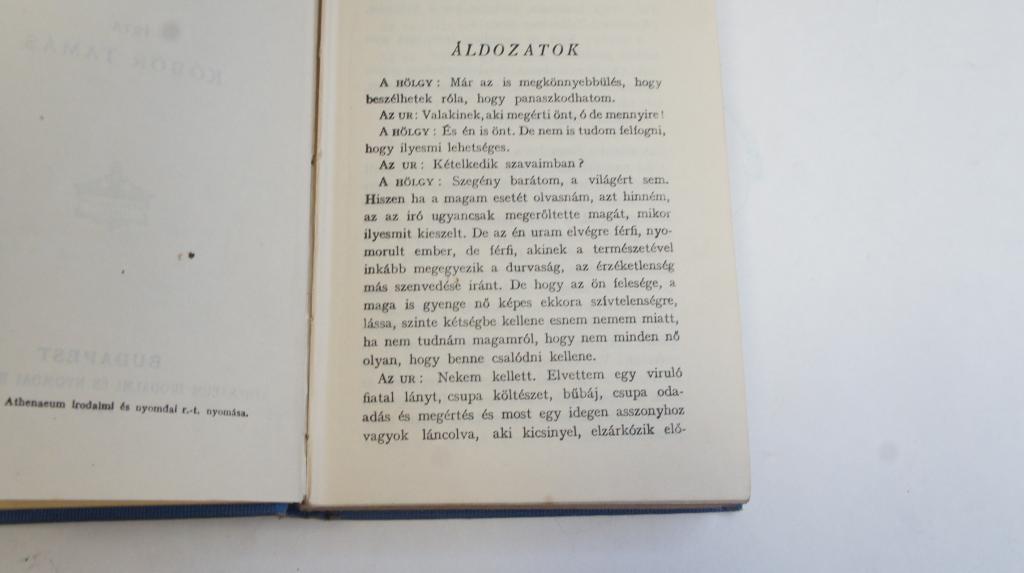 IRTA
KÓBOR TAMÁS
BUDAPEST
Athenaeum irodalmi és nyomdai r.-t. nyomása.
ÁLDOZATOK
A HÖLGY: Már az is megkönnyebbülés, hogy
beszélhetek róla, hogy panaszkodhatom.
AZ UR: Valakinek, aki megérti önt, ó de mennyire!
A HÖLGY: És én is önt. De nem is tudom felfogni,
hogy ilyesmi lehetséges.
AZ UR: Kételkedik szavaimban?
A HÖLGY: Szegény barátom, a világért sem.
Hiszen ha a magam esetét olvasnám, azt hinném,
az az iró ugyancsak megerőltette magát, mikor
ilyesmit kieszelt. De az én uram elvégre férfi, nyo-
morult ember, de férfi, akinek a természetével
inkább megegyezik a durvaság, az érzéketlenség
más szenvedése iránt. De hogy az ön felesége, a
maga is gyenge nő képes ekkora szívtelenségre,
lássa, szinte kétségbe kellene esnem nemem miatt,
ha nem tudnám magamról, hogy nem minden nő
olyan, hogy benne csalódni kellene.
AZ UR: Nekem kellett. Elvettem egy viruló
fiatal lányt, csupa költészet, bűbáj, csupa oda-
adás és megértés és most egy idegen asszonyhoz
vagyok láncolva, aki kicsinyel, elzárkózik elő-